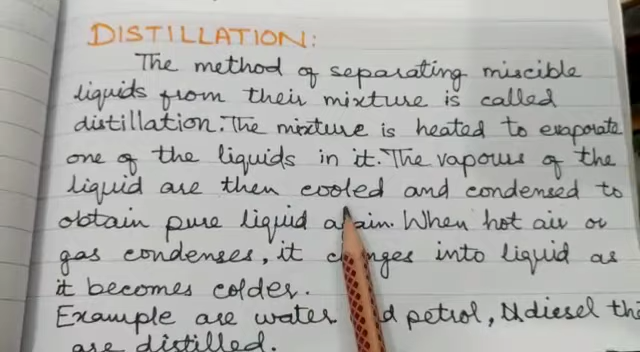 DISTILLATION:
The method of separating miscible
liquids from their mixture is called
distillation. The mixture is heated to evaporate
one of the liquids in it. The vapours of the
liquid are then cooled and condensed to
obtain pure liquid again. When hot air or
gas condenses, it changes into liquid as
it becomes colder.
Example are water petrol, diesel
are distilled.